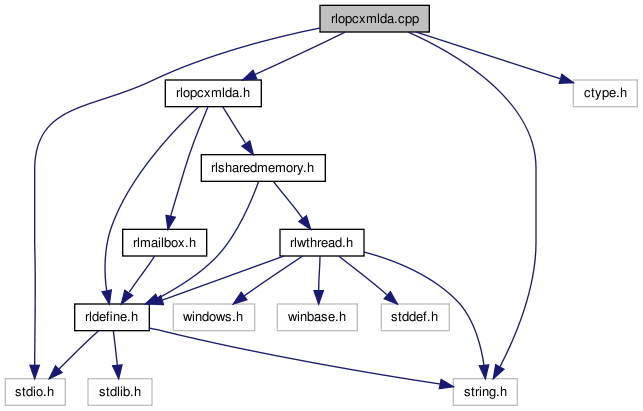 rlopcxmlda.cpp
rlopcxmlda.h
ctype.h
rlsharedmemory.h
rlmailbox.h
rlwthread.h
rldefine.h
windows.h
winbase.h
stddef.h
stdio.h
stdlib.h
string.h